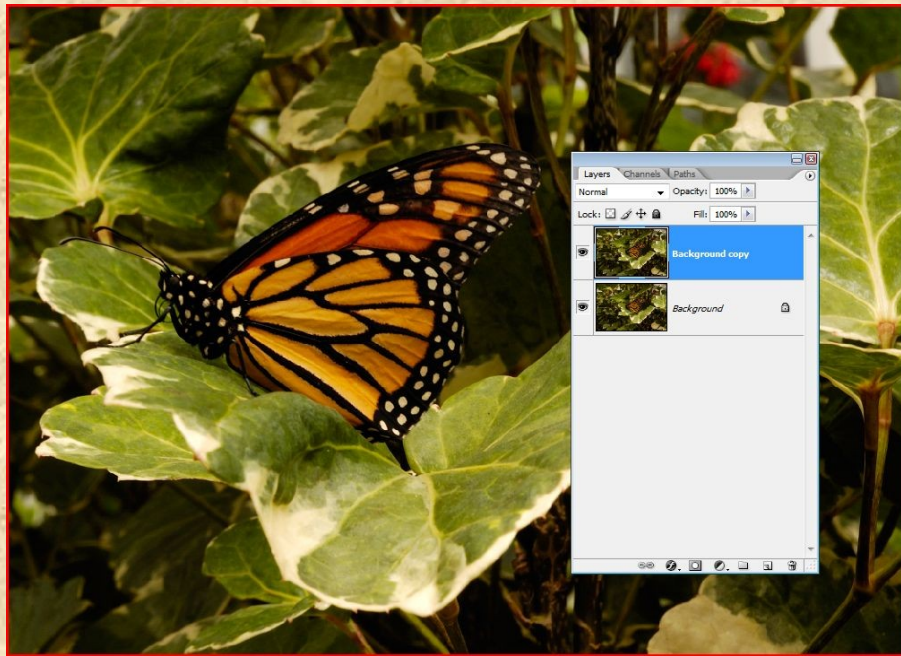 Layers Channels Paths
Normal Opacity: 100%
Lock: Fill: 100%
Background copy
Background